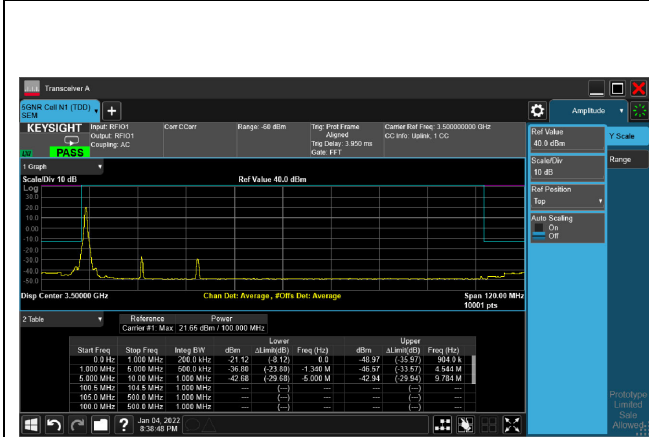 Transceiver A
5GNR Cell N1 (TDD)
SEM
Amplitude
KEYSIGHT
Input: RFIO1
Output: RFIO1
Coupling: AC
Corr CCorr
Range: -60 dBm
Trig: Prot Frame
Aligned
Trig Delay: 3.950 ms
Gate: FFT
Carrier Ref Freq: 3.500000000 GHz
CC Info: Uplink, 1 CC
LXI
PASS
Ref Value
40.0 dBm
Y Scale
Scale/Div
10 dB
Range
Ref Position
Top
Auto Scaling
On
Off
1 Graph
Scale/Div 10 dB
Ref Value 40.0 dBm
Log
30.0
20.0
10.0
0.00
-10.0
-20.0
-30.0
-40.0
-50.0
Disp Center 3.50000 GHz
Chan Det: Average, #Offs Det: Average
Span 120.00 MHz
10001 pts
2 Table
Reference Power
Carrier #1: Max 21.66 dBm / 100.000 MHz
Lower Upper
Start Freq Stop Freq Integ BW dBm ΔLimit(dB) Freq (Hz) dBm ΔLimit(dB) Freq (Hz)
0.0 Hz 1.000 MHz 200.0 kHz -21.12 (-8.12) 0.0 -48.97 (-35.97) 904.0 k
1.000 MHz 5.000 MHz 500.0 kHz -36.80 (-23.80) -1.340 M -46.57 (-33.57) 4.544 M
5.000 MHz 10.00 MHz 1.000 MHz -42.68 (-29.68) -5.000 M -42.94 (-29.94) 9.784 M
100.5 MHz 104.5 MHz 1.000 MHz --- (---) --- --- (---) ---
105.0 MHz 500.0 MHz 1.000 MHz --- (---) --- --- (---) ---
100.0 MHz 500.0 MHz 1.000 MHz --- (---) --- --- (---) ---
Prototype
Limited
Sale
Allowed
Jan 04, 2022
8:38:48 PM